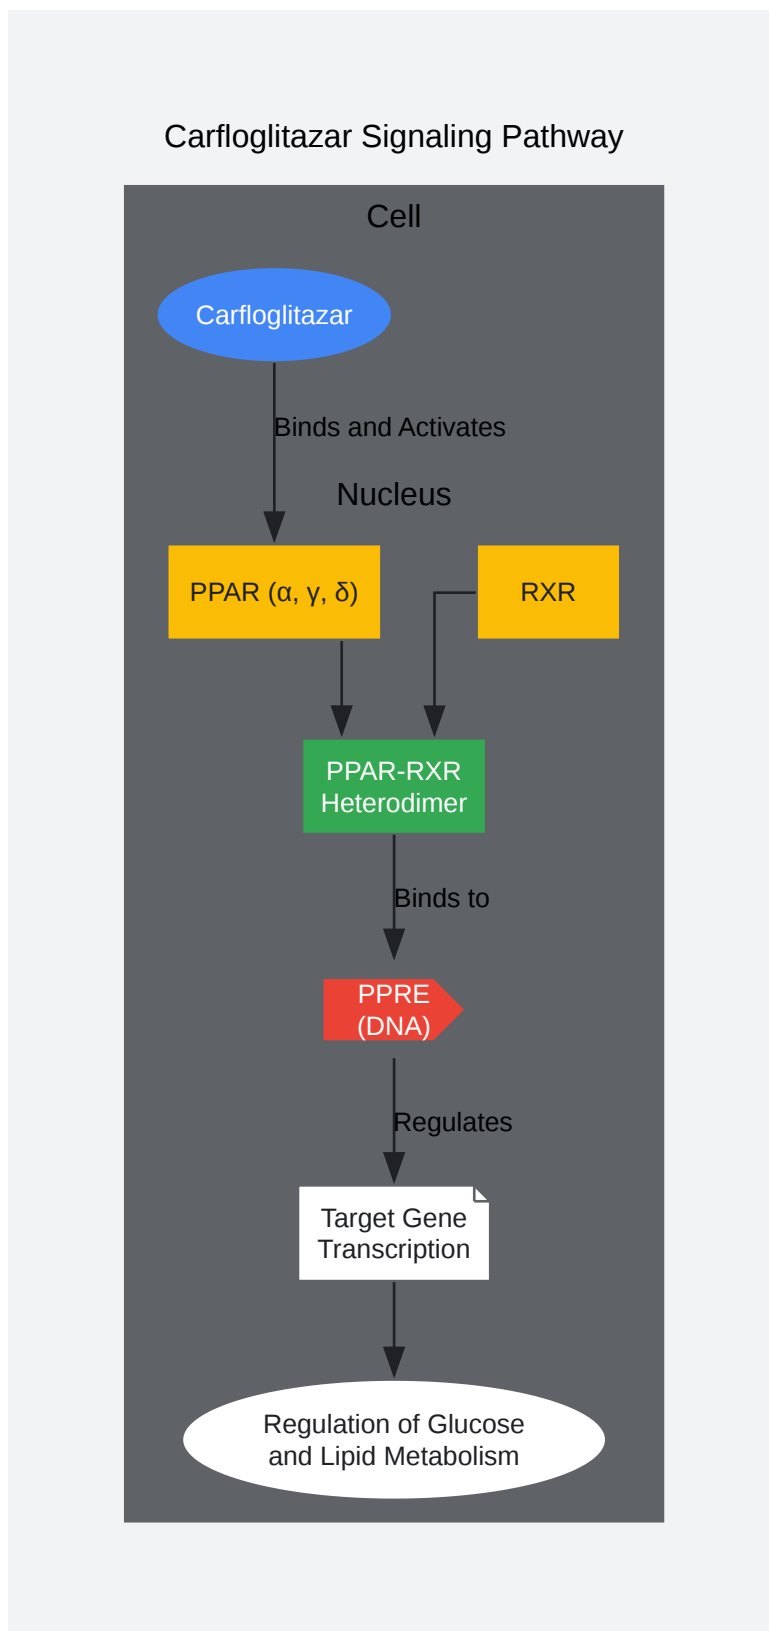 Carfloglitazar Signaling Pathway
Cell
Carfloglitazar
Binds and Activates
Nucleus
PPAR (α, γ, δ)
RXR
PPAR-RXR
Heterodimer
Binds to
PPRE
(DNA)
Regulates
Target Gene
Transcription
Regulation of Glucose
and Lipid Metabolism